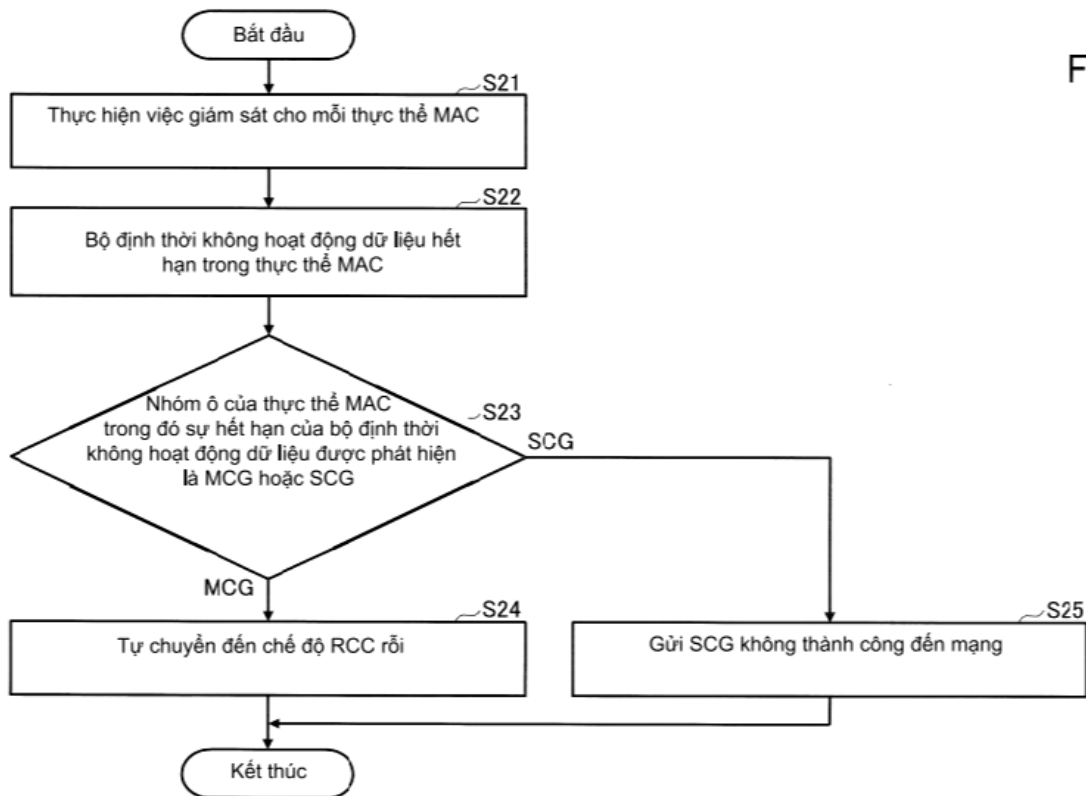 Bắt đầu
F
S21
Thực hiện việc giám sát cho mỗi thực thể MAC
S22
Bộ định thời không hoạt động dữ liệu hết
hạn trong thực thể MAC
S23
Nhóm ô của thực thể MAC
trong đó sự hết hạn của bộ định thời
không hoạt động dữ liệu được phát hiện
là MCG hoặc SCG
SCG
MCG
S24
Tự chuyển đến chế độ RCC rỗi
S25
Gửi SCG không thành công đến mạng
Kết thúc